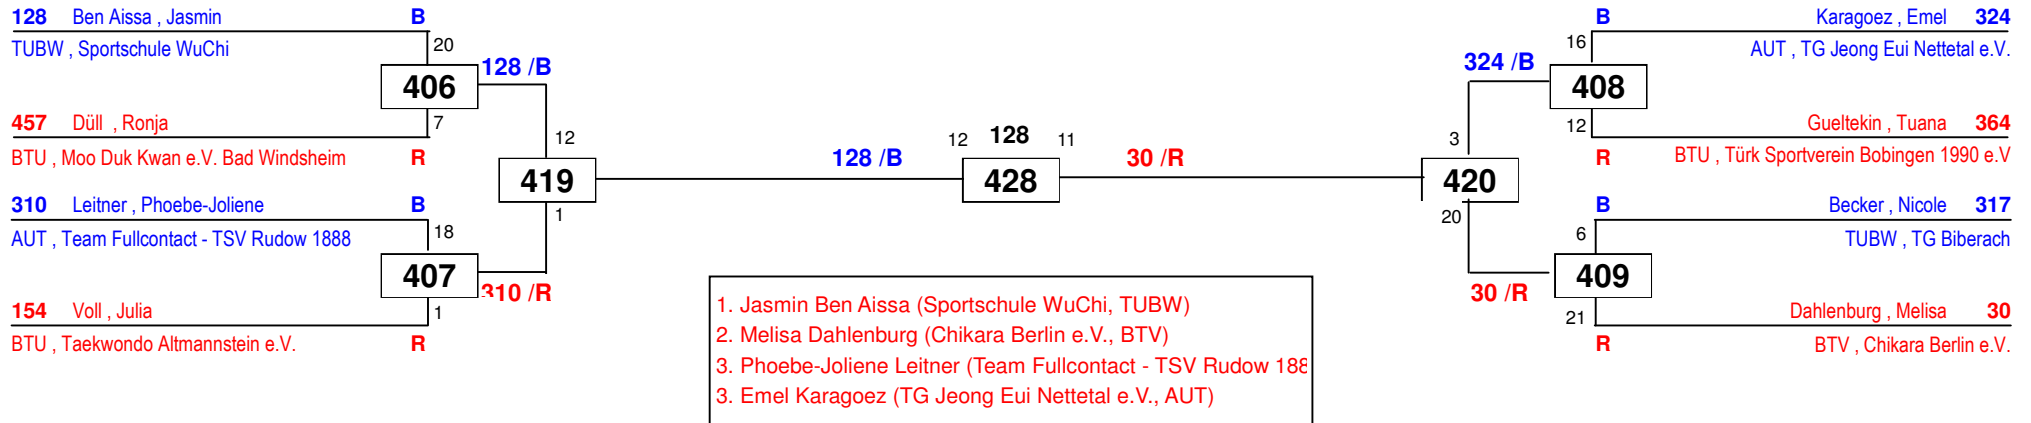 128 Ben Aissa , Jasmin B
TUBW , Sportschule WuChi
20
406
128 /B
7
457 Düll , Ronja
BTU , Moo Duk Kwan e.V. Bad Windsheim R
12
419
1
310 Leitner , Phoebe-Joliene B
AUT , Team Fullcontact - TSV Rudow 1888
18
407
310 /R
1
154 Voll , Julia
BTU , Taekwondo Altmannstein e.V. R
128 /B
12 128 11
428
30 /R
B Karagoez , Emel 324
AUT , TG Jeong Eui Nettetal e.V.
16
324 /B
408
12
Gueltekin , Tuana 364
R BTU , Türk Sportverein Bobingen 1990 e.V
3
420
20
B Becker , Nicole 317
TUBW , TG Biberach
6
409
30 /R
21
Dahlenburg , Melisa 30
R BTV , Chikara Berlin e.V.
1. Jasmin Ben Aissa (Sportschule WuChi, TUBW)
2. Melisa Dahlenburg (Chikara Berlin e.V., BTV)
3. Phoebe-Joliene Leitner (Team Fullcontact - TSV Rudow 188
3. Emel Karagoez (TG Jeong Eui Nettetal e.V., AUT)